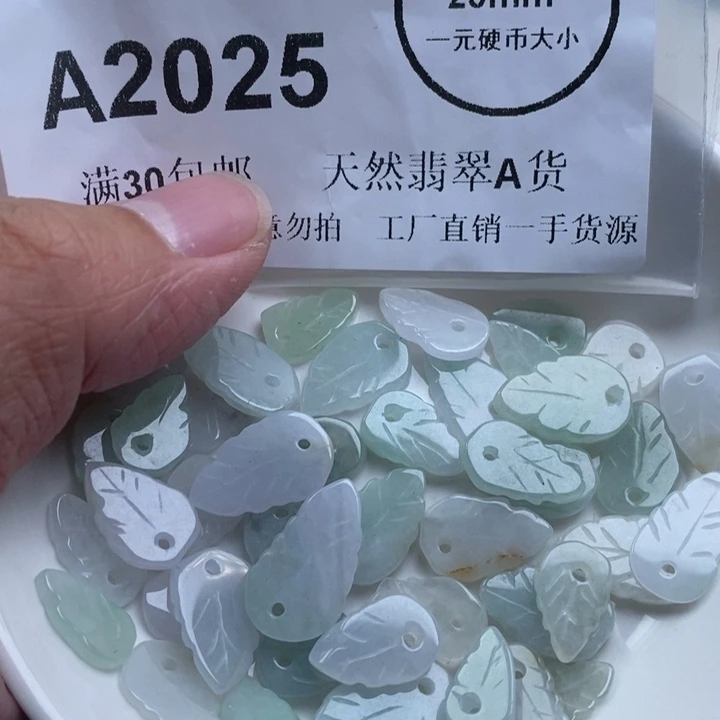 20mm
一元硬币大小
A2025
满30包邮 天然翡翠A货
意勿拍 工厂直销一手货源